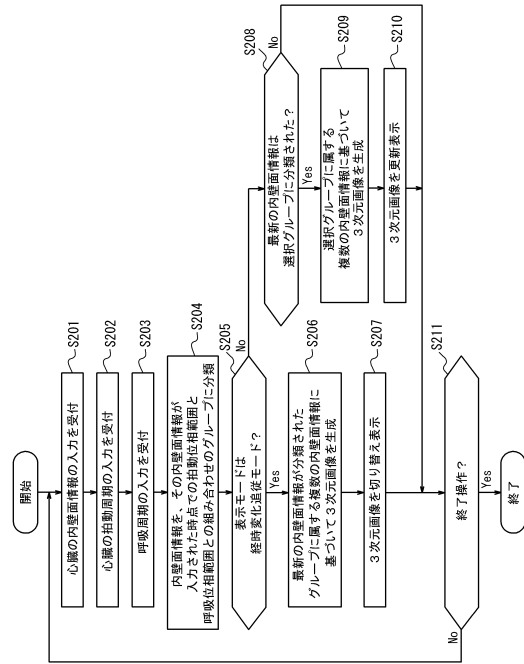 開始
心臓の内壁面情報の入力を受付
S201
心臓の拍動周期の入力を受付
S202
呼吸周期の入力を受付
S203
内壁面情報を、その内壁面情報が
入力された時点での拍動位相範囲と
呼吸位相範囲との組み合わせのグループに分類
S204
表示モードは
経時変化追従モード?
S205
No
Yes
最新の内壁面情報が分類された
グループに属する複数の内壁面情報に
基づいて3次元画像を生成
S206
3次元画像を切り替え表示
S207
最新の内壁面情報は
選択グループに分類された?
S208
No
Yes
選択グループに属する
複数の内壁面情報に基づいて
3次元画像を生成
S209
3次元画像を更新表示
S210
終了操作?
S211
No
Yes
終了